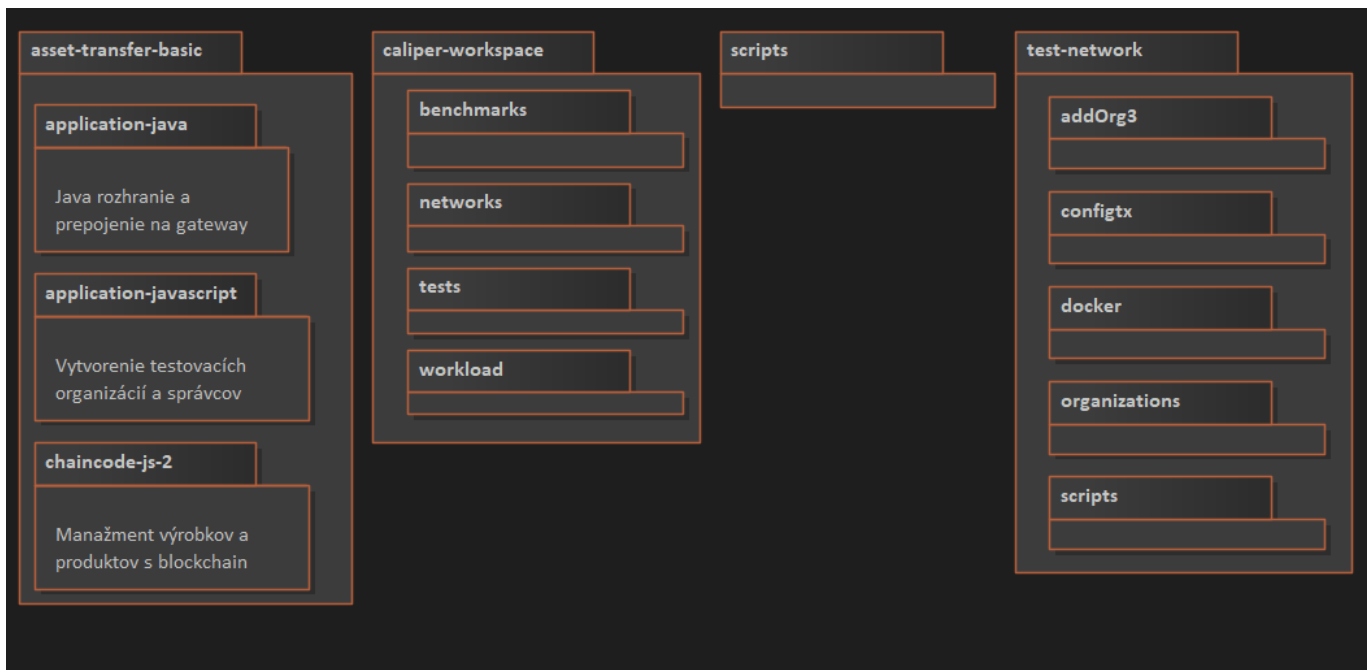 asset-transfer-basic
application-java
Java rozhranie a
prepojenie na gateway
application-javascript
Vytvorenie testovacích
organizácií a správcov
chaincode-js-2
Manažment výrobkov a
produktov s blockchain
caliper-workspace
benchmarks
networks
tests
workload
scripts
test-network
addOrg3
configtx
docker
organizations
scripts